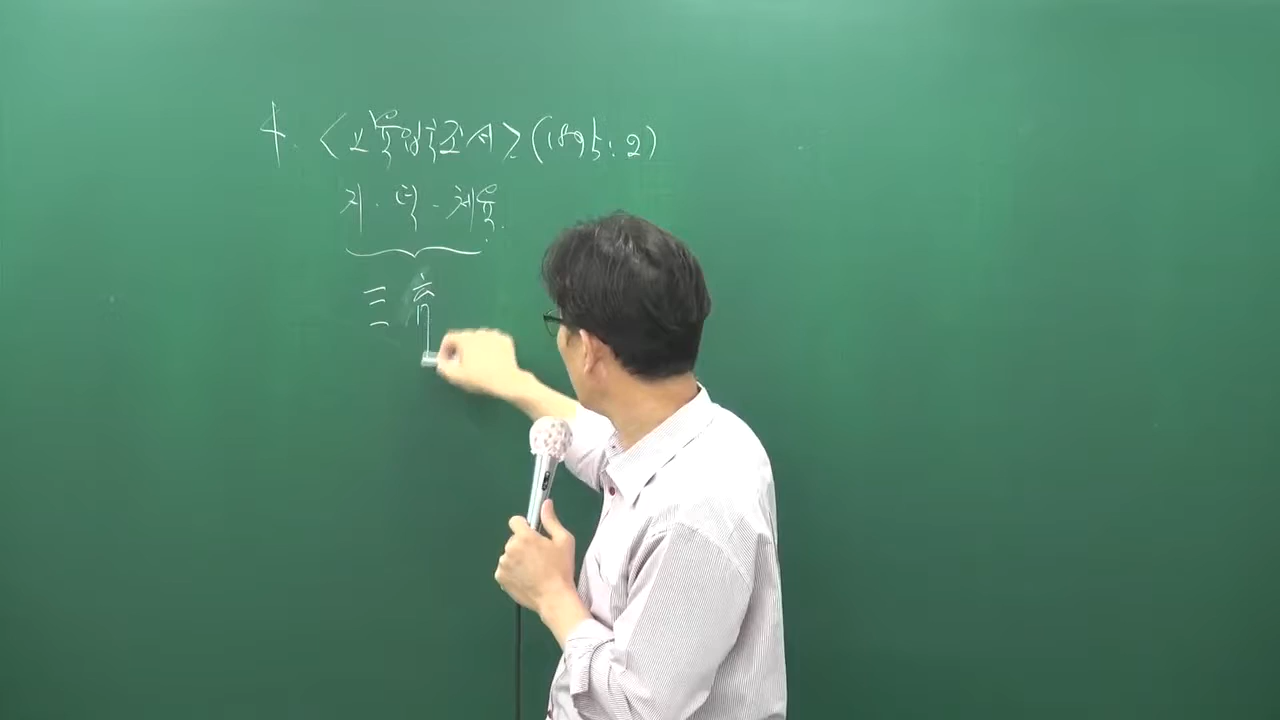 4. <교육입국조서> (1895. 2)
지 · 덕 · 체육.
三育